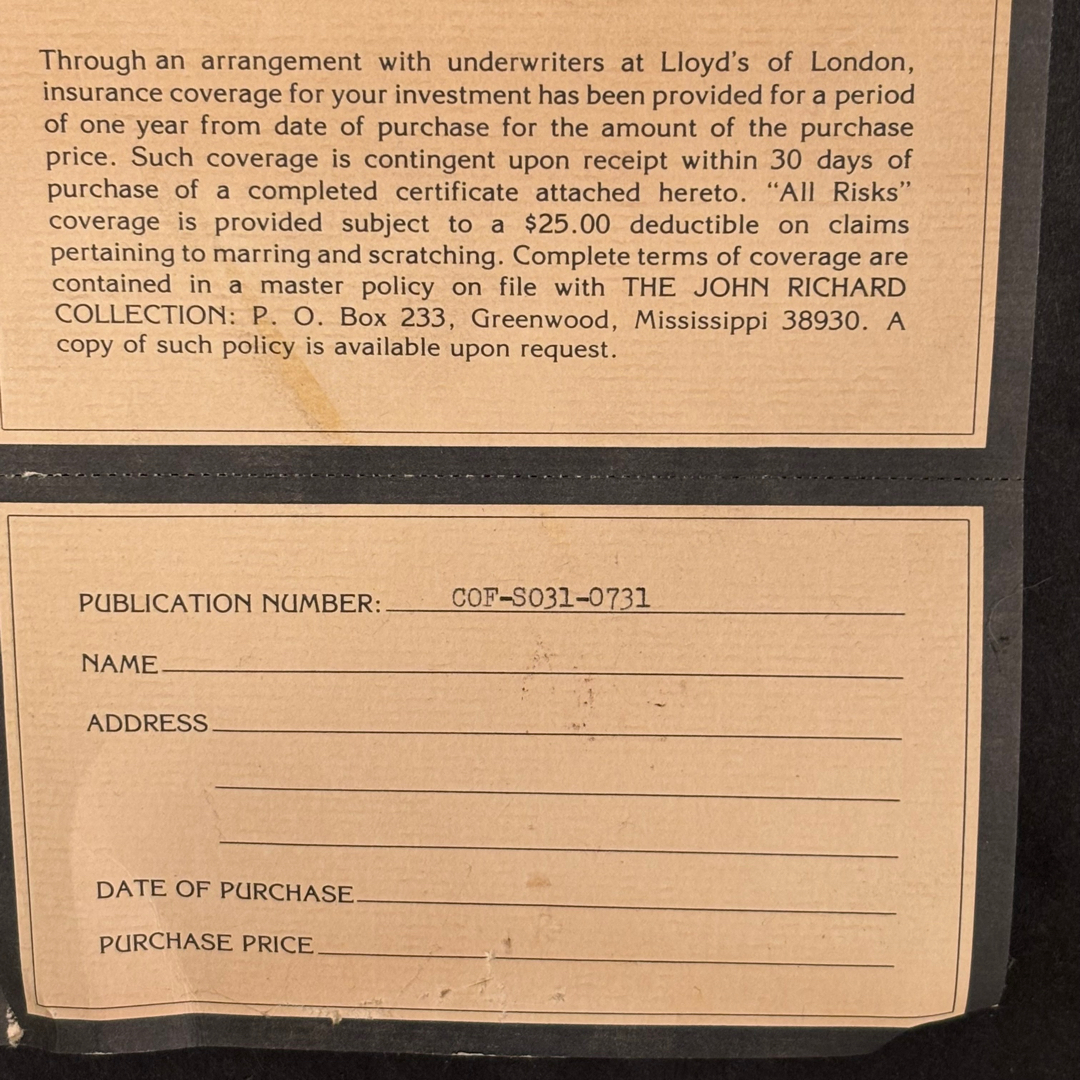 Through an arrangement with underwriters at Lloyd's of London,
insurance coverage for your investment has been provided for a period
of one year from date of purchase for the amount of the purchase
price. Such coverage is contingent upon receipt within 30 days of
purchase of a completed certificate attached hereto. “All Risks”
coverage is provided subject to a $25.00 deductible on claims
pertaining to marring and scratching. Complete terms of coverage are
contained in a master policy on file with THE JOHN RICHARD
COLLECTION: P. O. Box 233, Greenwood, Mississippi 38930. A
copy of such policy is available upon request.
PUBLICATION NUMBER: COF-S031-0731
NAME
ADDRESS
DATE OF PURCHASE
PURCHASE PRICE